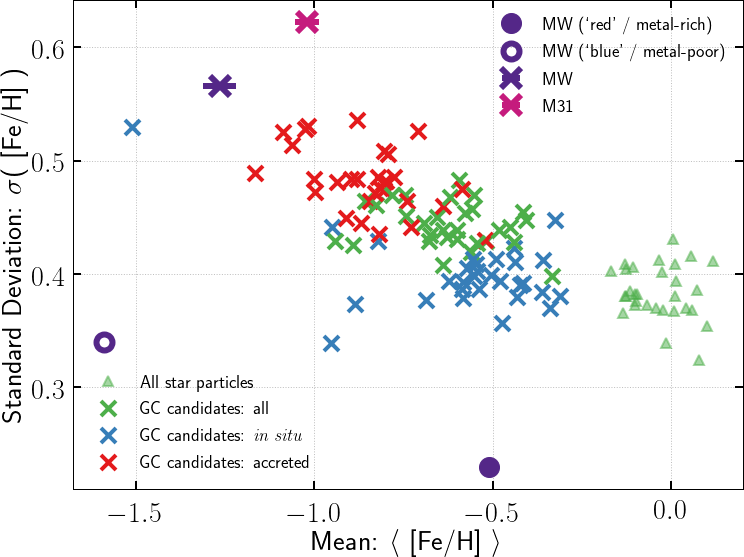 MW (‘red’ / metal-rich)
MW (‘blue’ / metal-poor)
MW
M31
0.6
0.5
0.4
0.3
Standard Deviation: σ( [Fe/H] )
All star particles
GC candidates: all
GC candidates: in situ
GC candidates: accreted
−1.5 −1.0 −0.5 0.0
Mean: ⟨ [Fe/H] ⟩